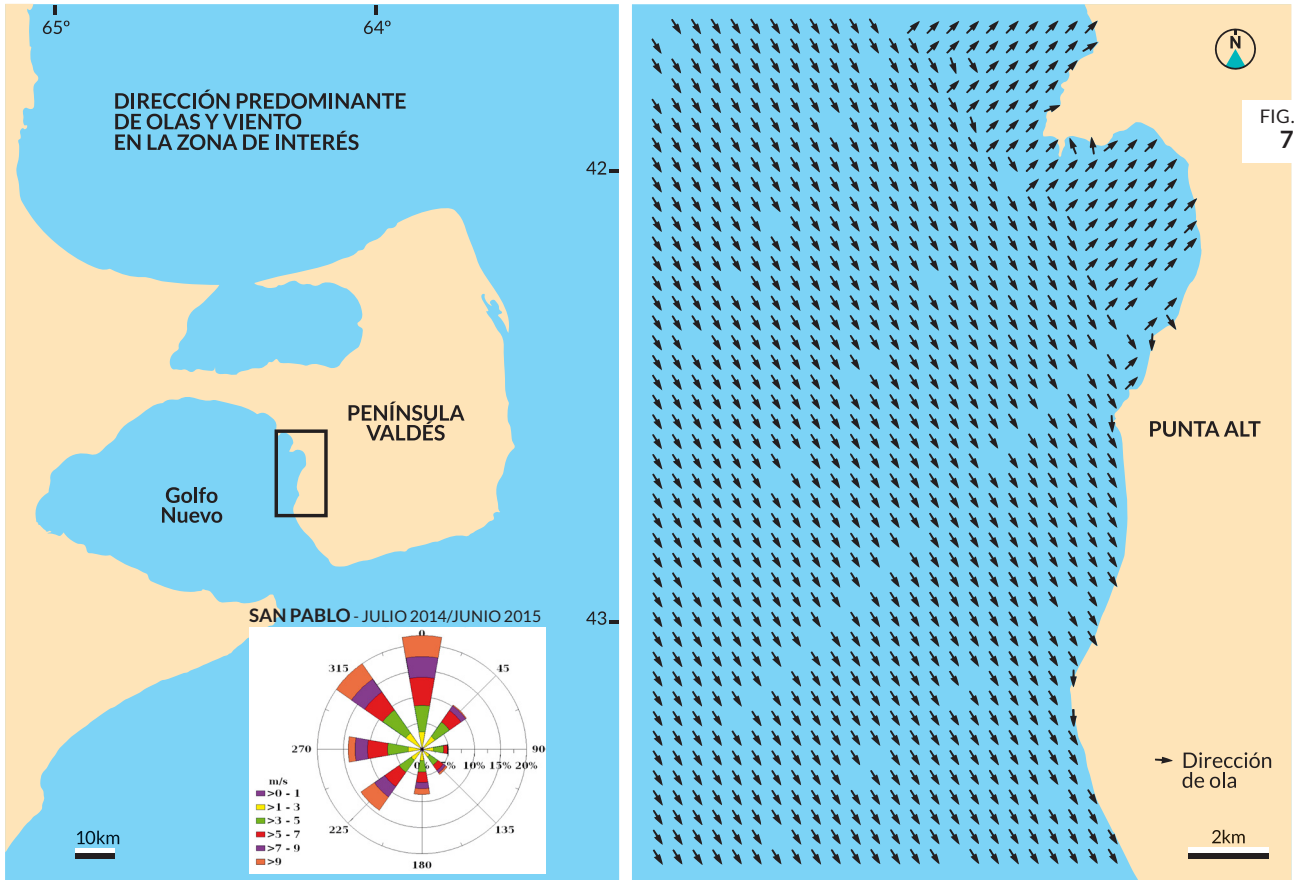 65º
64º
DIRECCIÓN PREDOMINANTE
DE OLAS Y VIENTO
EN LA ZONA DE INTERÉS
42
PENÍNSULA
VALDÉS
Golfo
Nuevo
43
SAN PABLO - JULIO 2014/JUNIO 2015
0
315
45
270
90
0% 5% 10% 15% 20%
225
135
180
m/s
>0 - 1
>1 - 3
>3 - 5
>5 - 7
>7 - 9
>9
10km
N
FIG.
7
PUNTA ALT
Dirección
de ola
2km